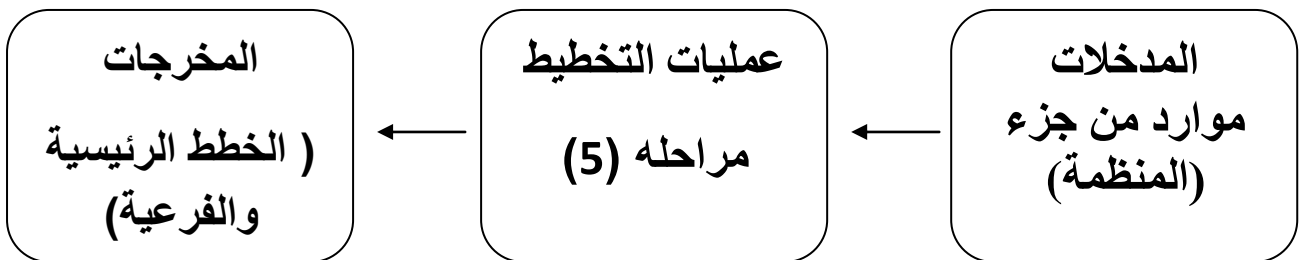 المدخلات
موارد من جزء
(المنظمة)
عمليات التخطيط
مراحله (5)
المخرجات
( الخطط الرئيسية
والفرعية)